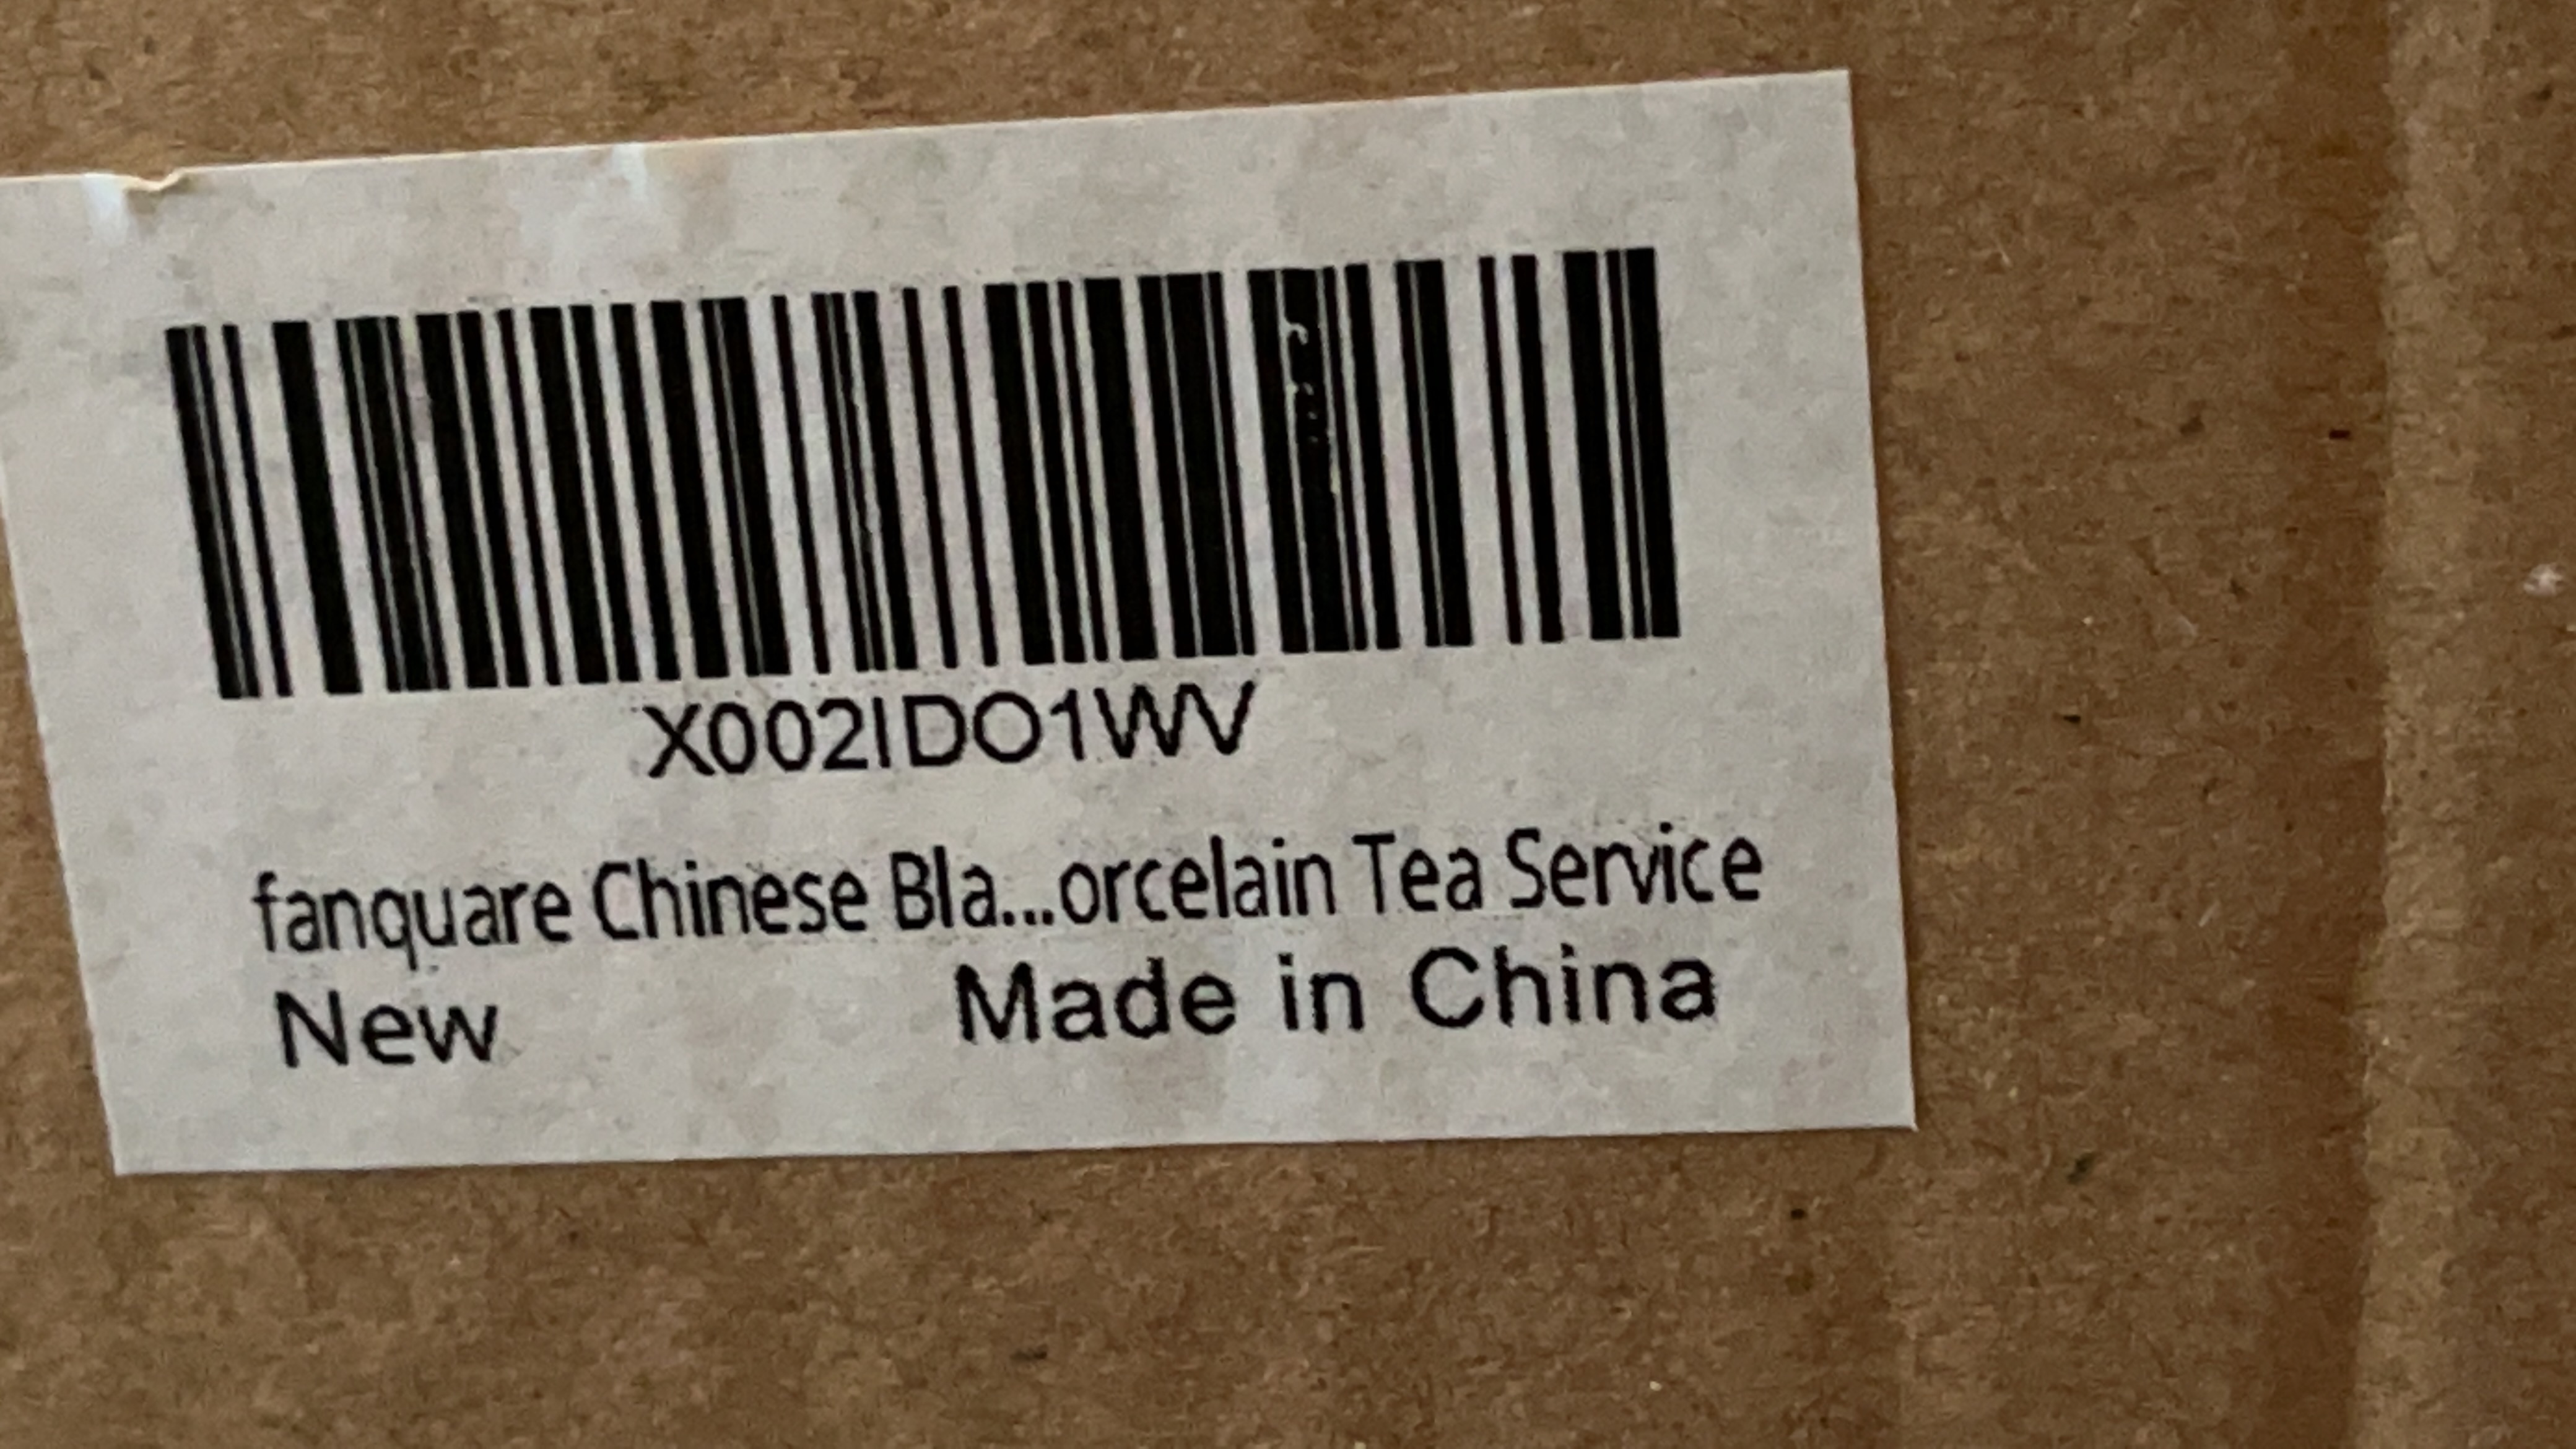 X002IDO1WV
fanquare Chinese Bla...orcelain Tea Service
New Made in China